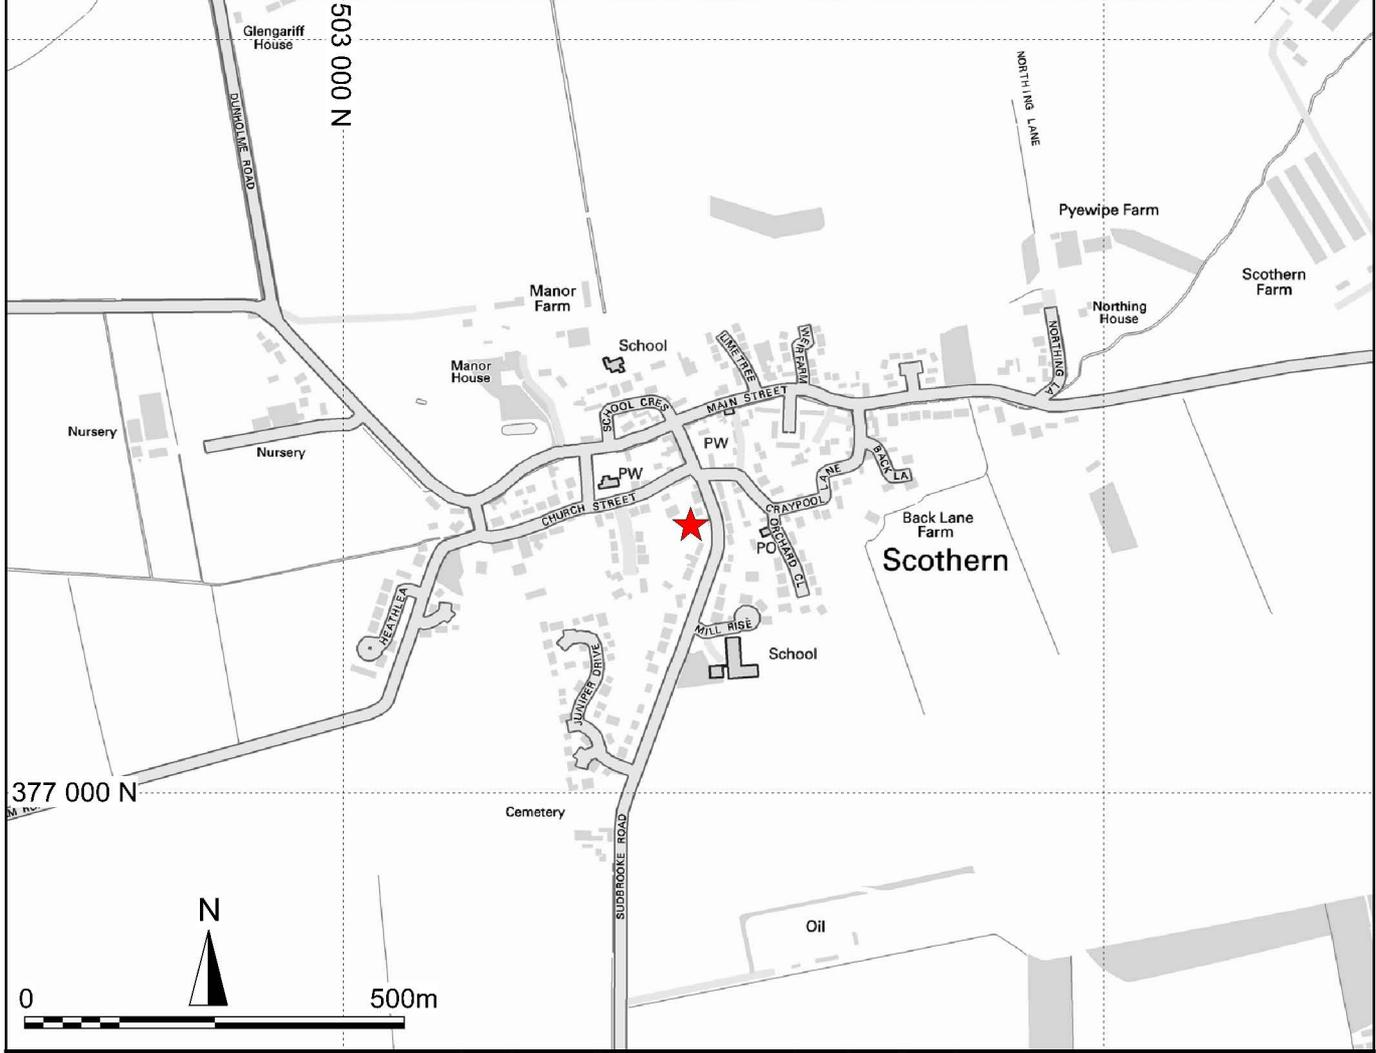 Glengariff
House
503 000 N
DUNHOLME ROAD
NORTHING LANE
Pyewipe Farm
Scothern
Farm
Northing
House
NORTHING LA
Manor
Farm
School
Manor
House
LIME TREE
WEIR FARM
MAIN STREET
SCHOOL CRES
PW
PW
Nursery
Nursery
CHURCH STREET
CRAYPOOL LANE
BACK LA
Back Lane
Farm
Scothern
PO
ORCHARD CL
HEATHLEA
MILL RISE
School
JUNIPER DRIVE
377 000 N
Cemetery
SUDBROOKE ROAD
Oil
N
0 500m